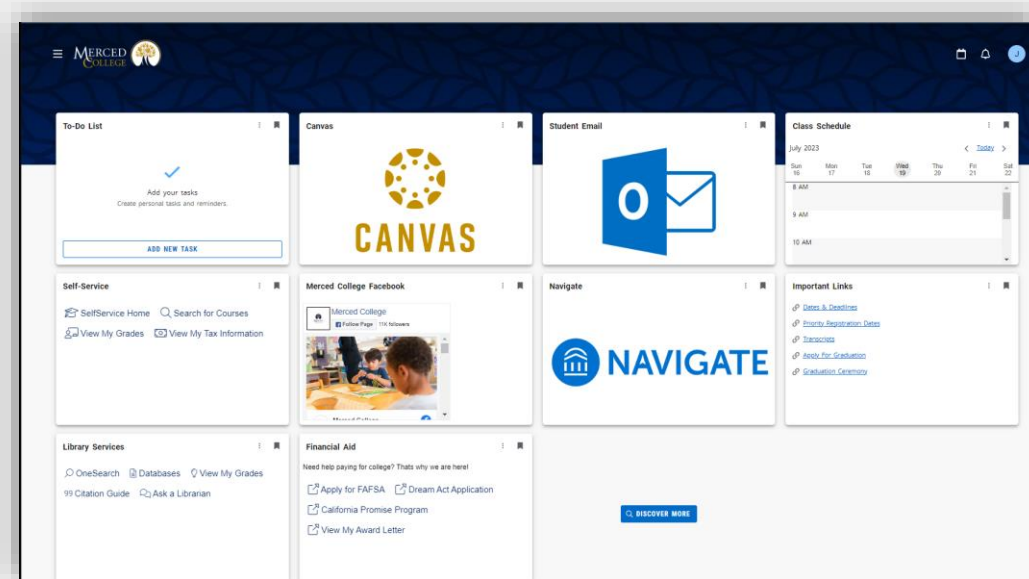 MERCED
COLLEGE
J
To-Do List
Add your tasks
Create personal tasks and reminders.
ADD NEW TASK
Canvas
CANVAS
Student Email
O
Class Schedule
July 2023
Today
Sun Mon Tue Wed Thu Fri Sat
16 17 18 19 20 21 22
8 AM
9 AM
10 AM
Self-Service
SelfService Home Search for Courses
View My Grades View My Tax Information
Merced College Facebook
Merced College
Follow Page 11K followers
Merced College
Navigate
NAVIGATE
Important Links
Dates & Deadlines
Priority Registration Dates
Transcripts
Apply For Graduation
Graduation Ceremony
Library Services
OneSearch Databases View My Grades
99 Citation Guide Ask a Librarian
Financial Aid
Need help paying for college? Thats why we are here!
Apply for FAFSA Dream Act Application
California Promise Program
View My Award Letter
DISCOVER MORE